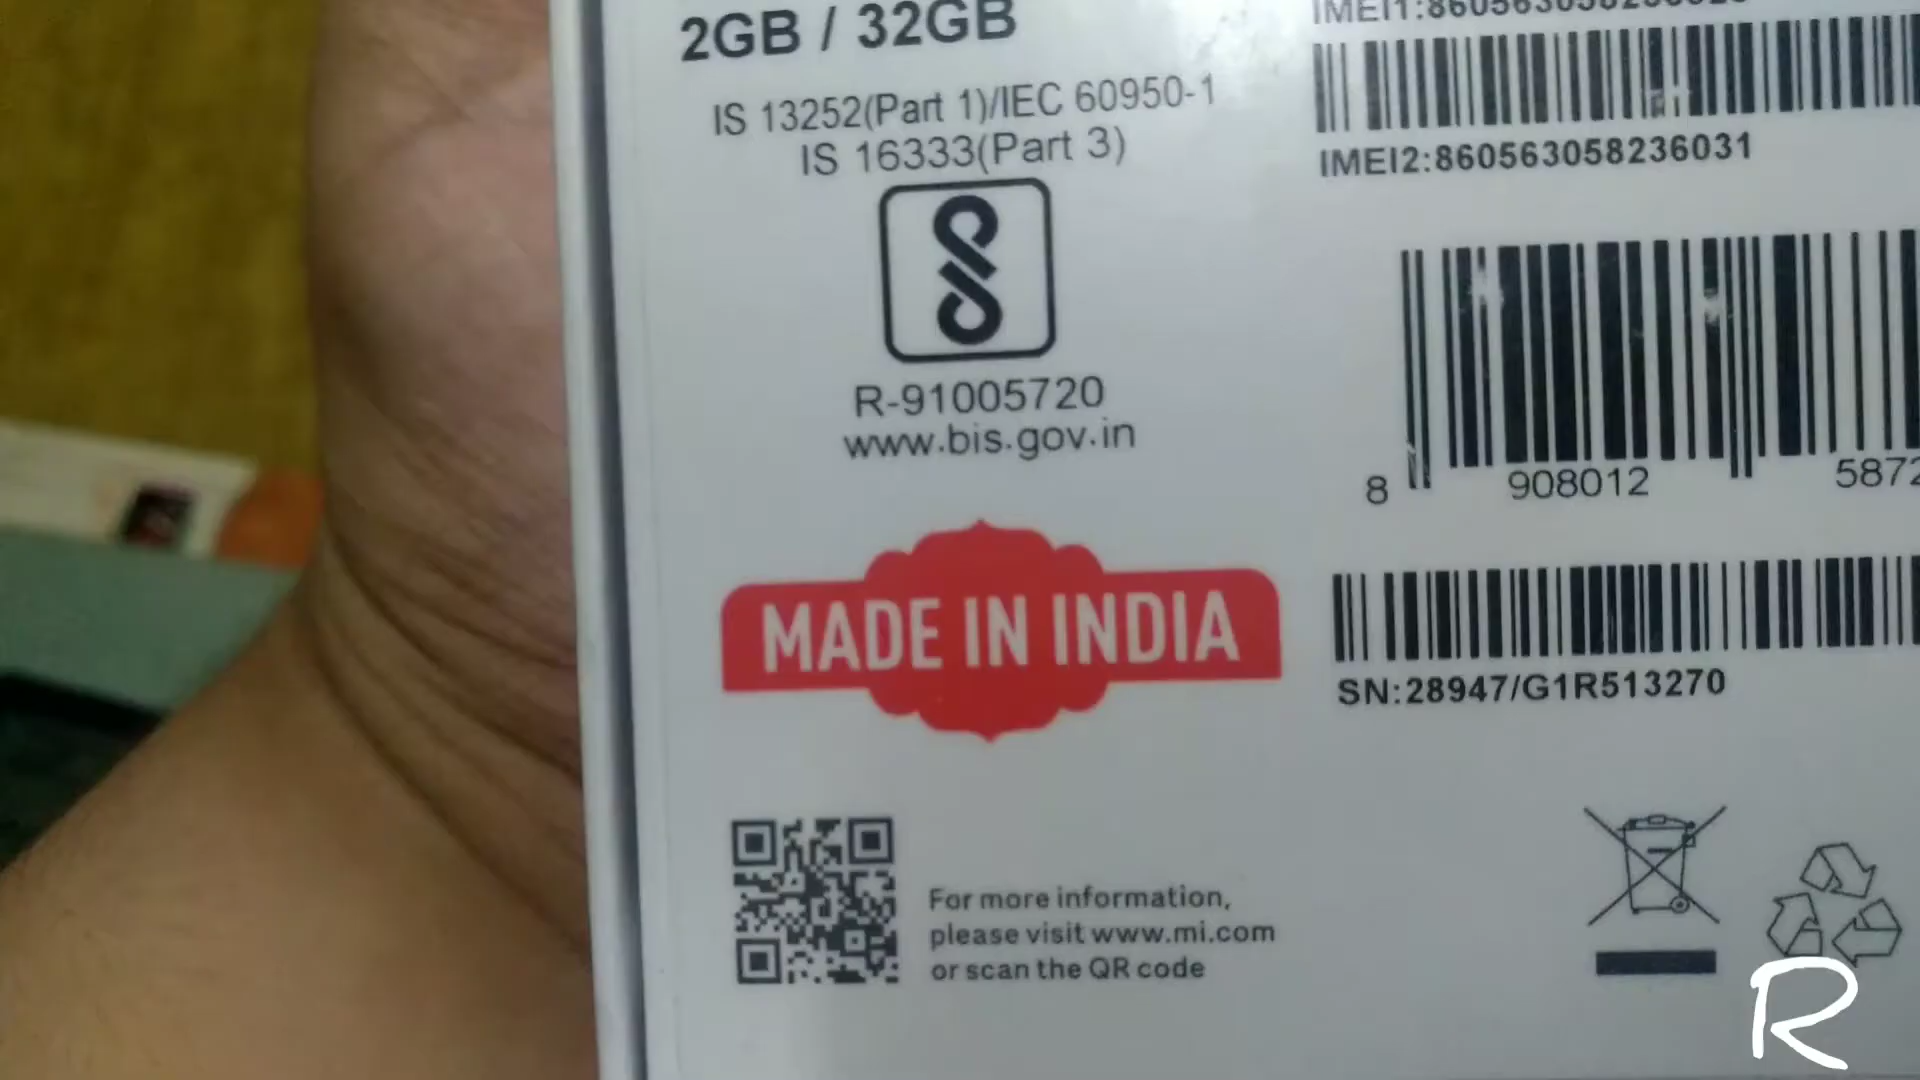 2GB / 32GB
IS 13252(Part 1)/IEC 60950-1
IS 16333(Part 3)
R-91005720
www.bis.gov.in
MADE IN INDIA
For more information,
please visit www.mi.com
or scan the QR code
IMEI2:860563058236031
8 908012 5872
SN:28947/G1R513270
R